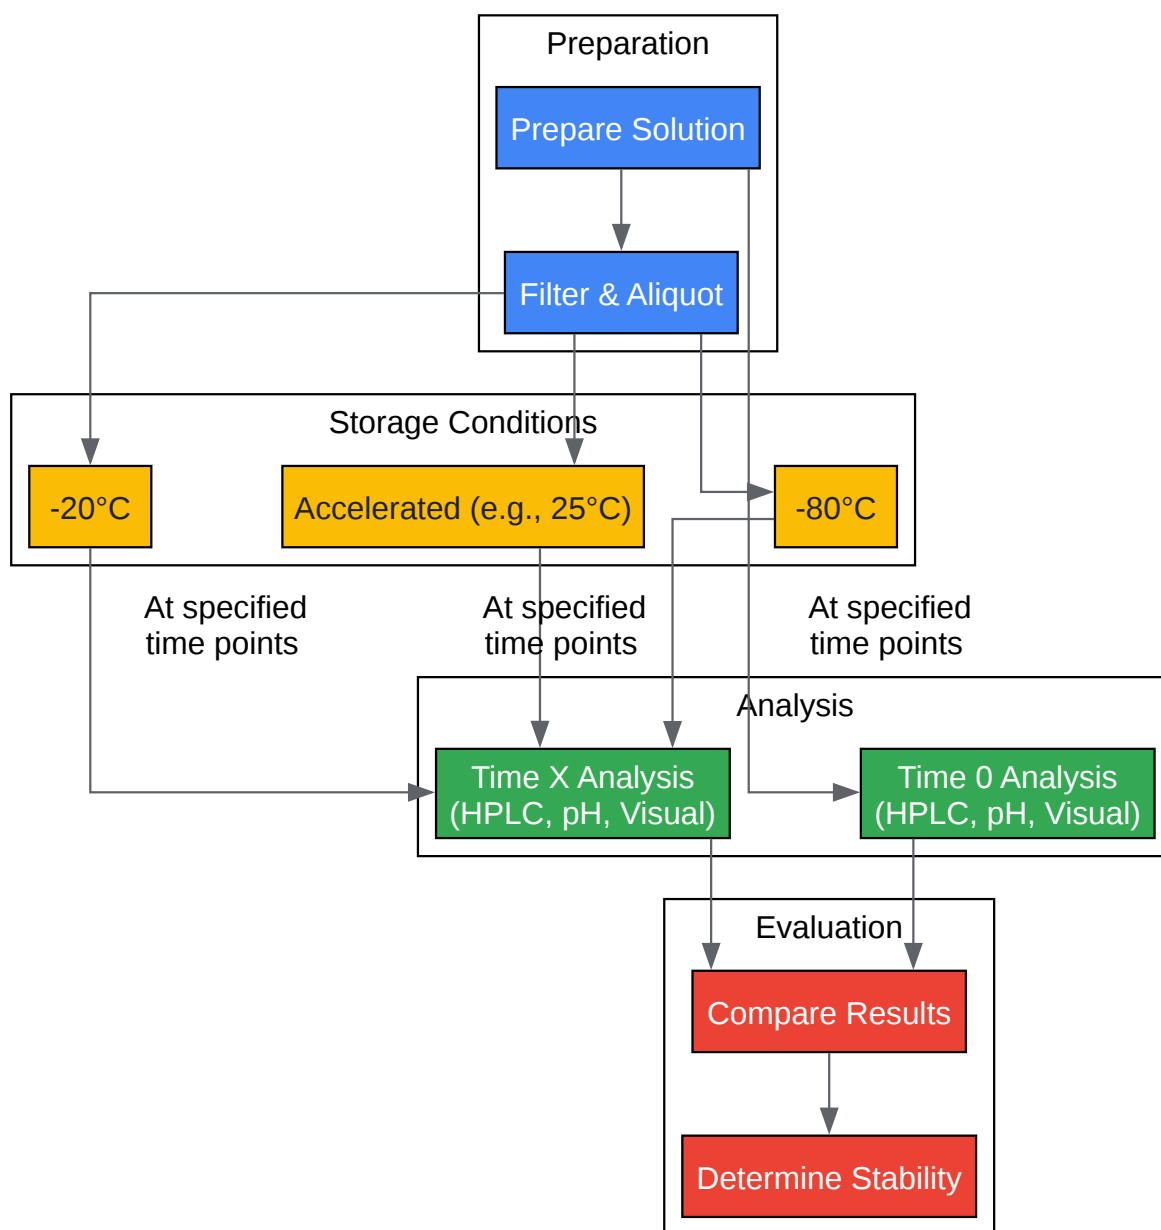 Preparation
Prepare Solution
Filter & Aliquot
Storage Conditions
-20°C
Accelerated (e.g., 25°C)
-80°C
At specified
time points
At specified
time points
At specified
time points
Analysis
Time X Analysis
(HPLC, pH, Visual)
Time 0 Analysis
(HPLC, pH, Visual)
Evaluation
Compare Results
Determine Stability